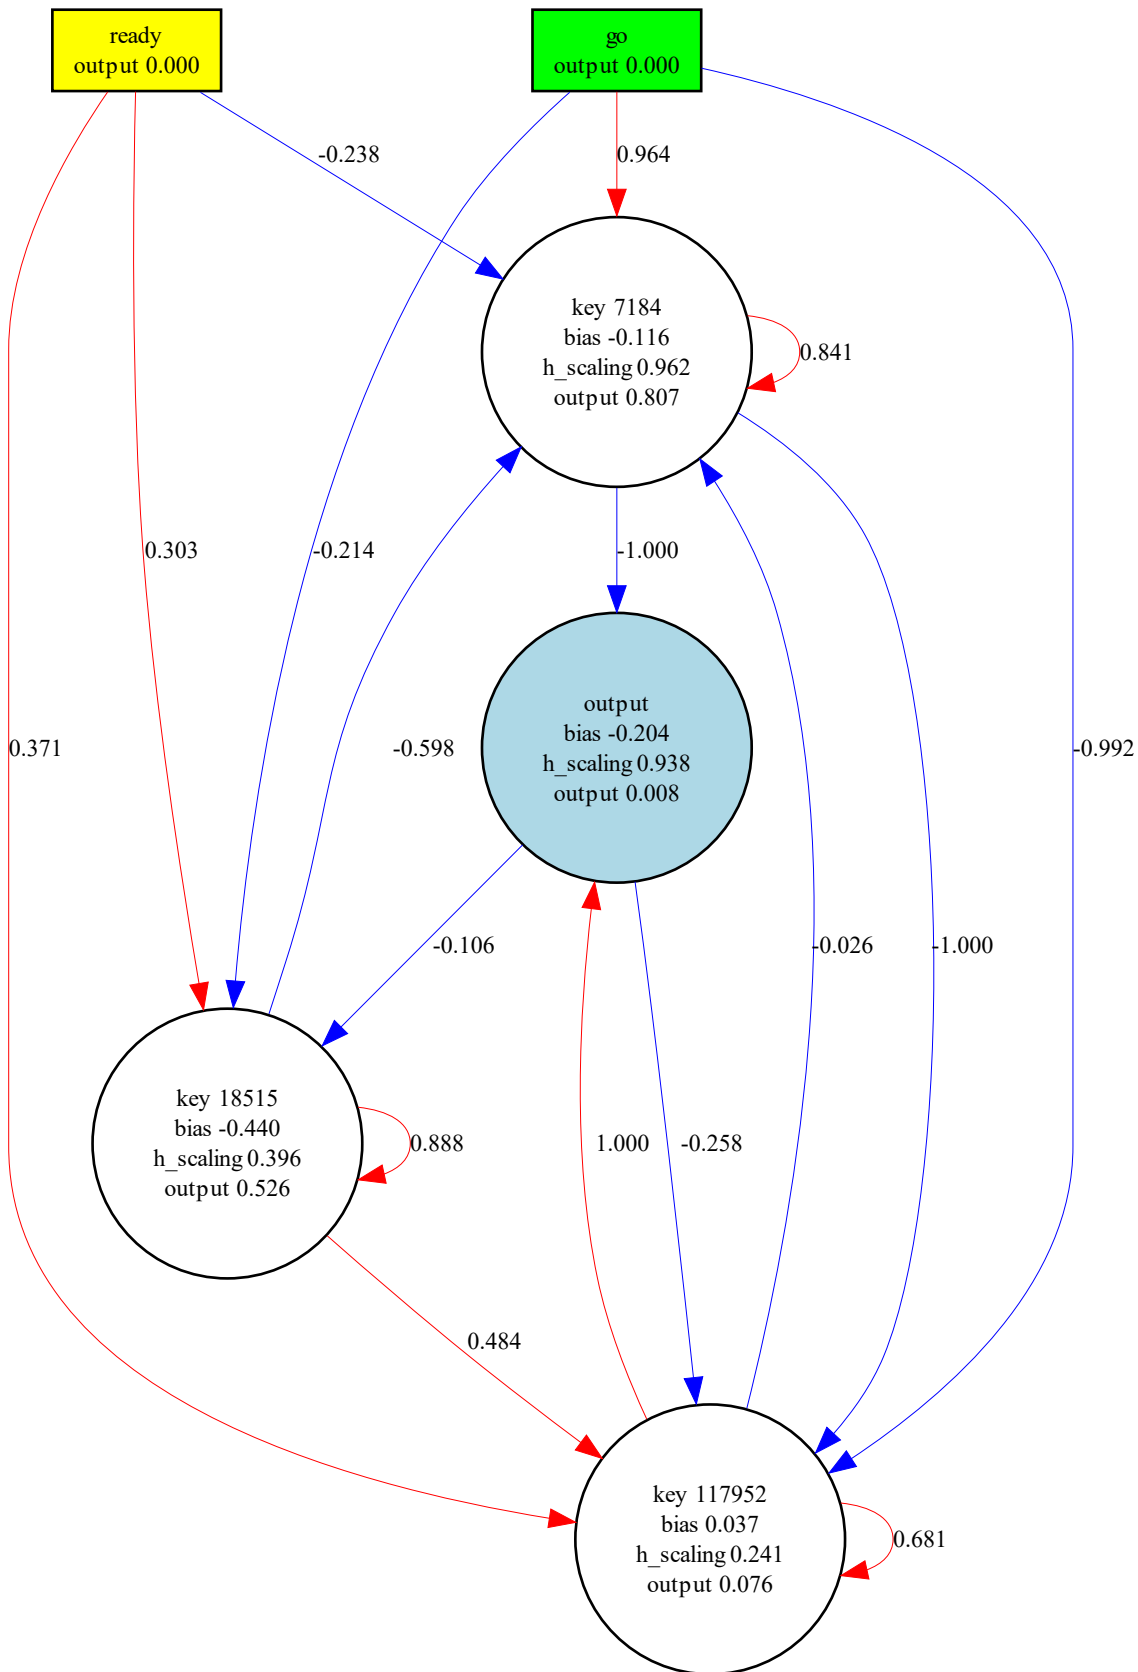 ready
output 0.000
go
output 0.000
-0.238
0.964
key 7184
bias -0.116
h_scaling 0.962
output 0.807
0.841
0.303
-0.214
-1.000
output
bias -0.204
h_scaling 0.938
output 0.008
0.371
-0.598
-0.992
-0.106
-0.026
-1.000
key 18515
bias -0.440
h_scaling 0.396
output 0.526
0.888
1.000
-0.258
0.484
key 117952
bias 0.037
h_scaling 0.241
output 0.076
0.681